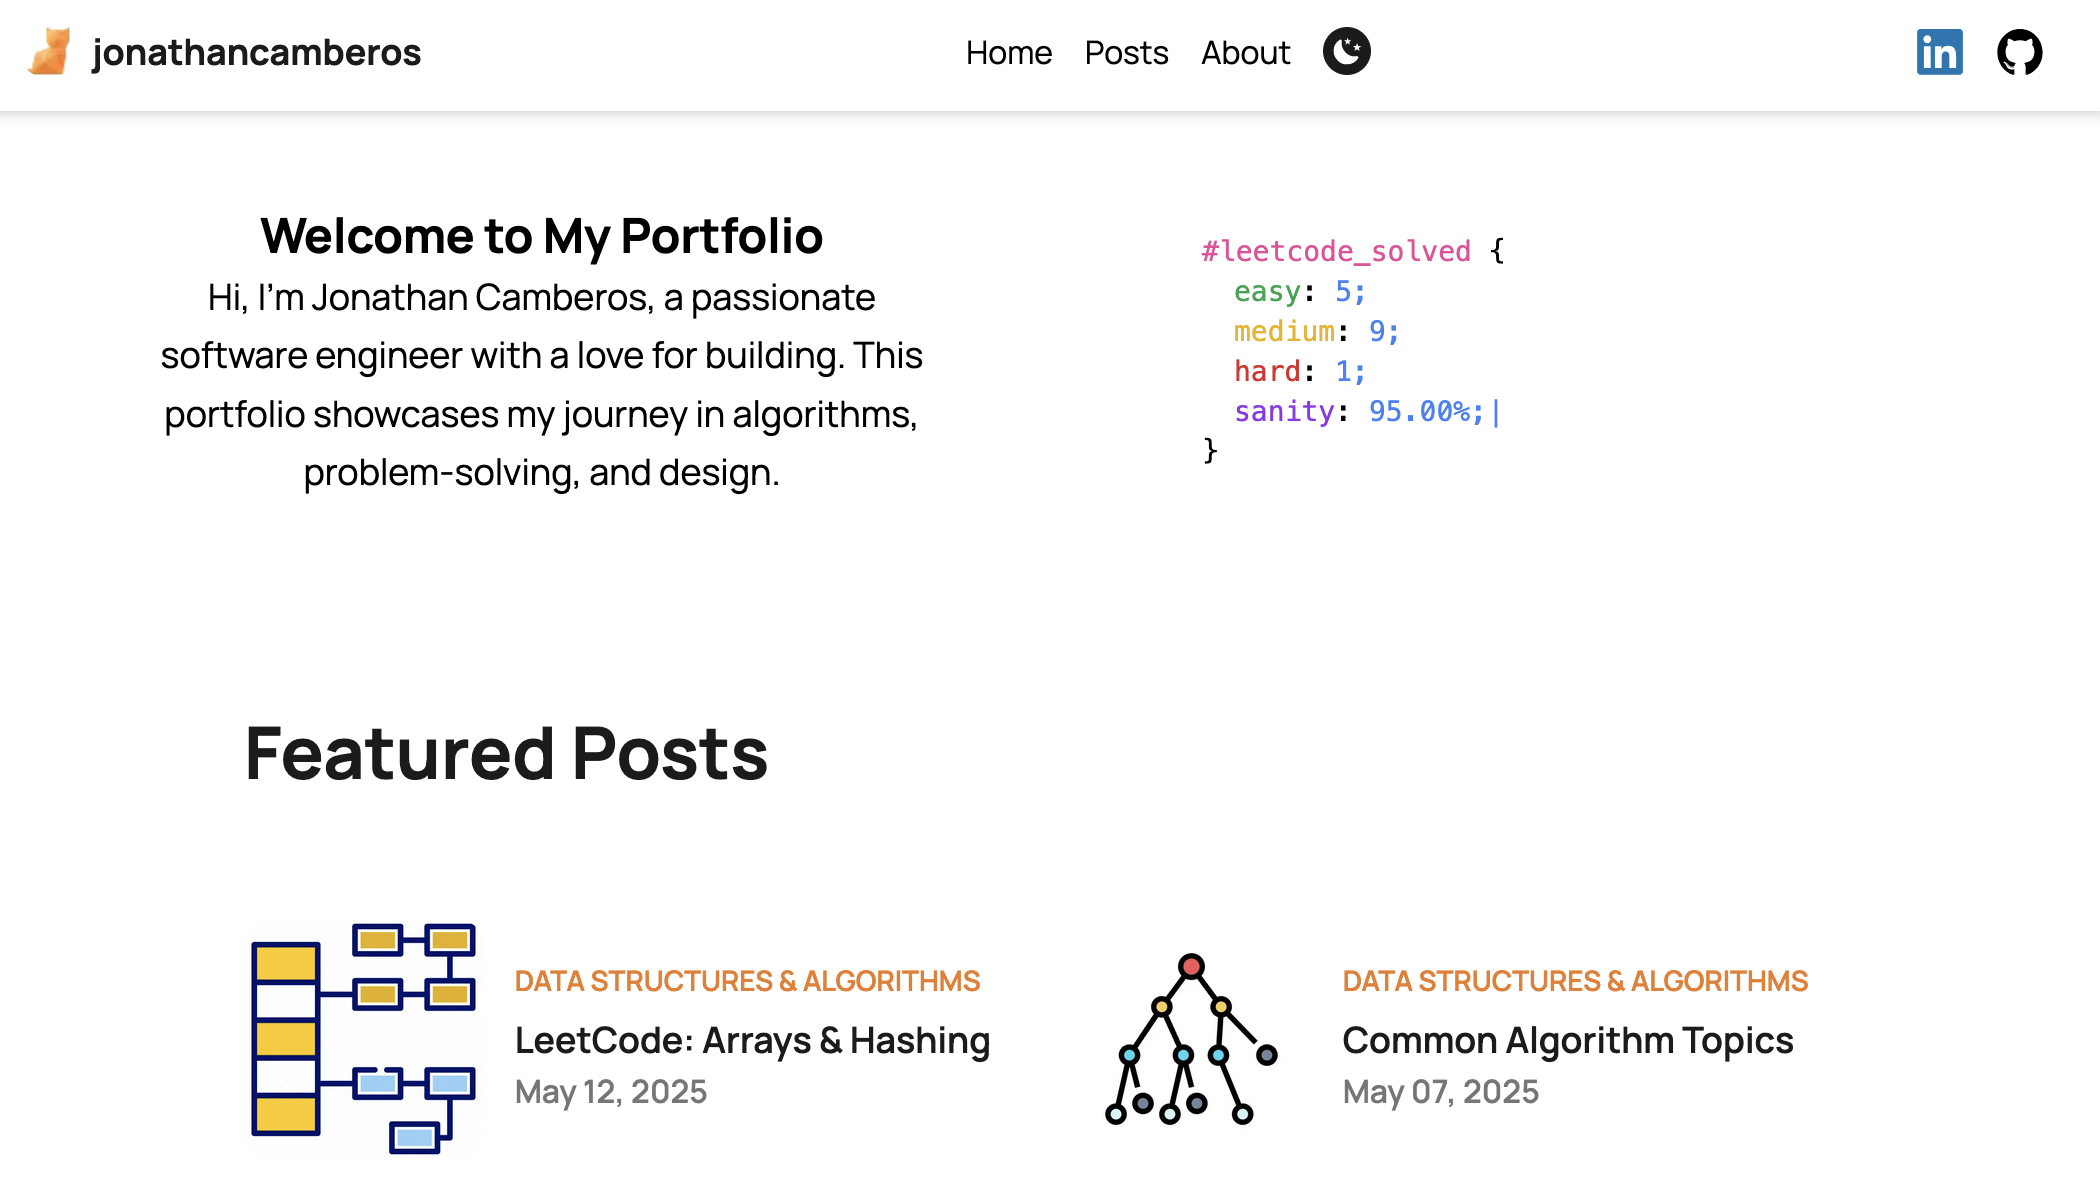 jonathancamberos
Home Posts About
in
Welcome to My Portfolio
Hi, I'm Jonathan Camberos, a passionate
software engineer with a love for building. This
portfolio showcases my journey in algorithms,
problem-solving, and design.
#leetcode_solved {
easy: 5;
medium: 9;
hard: 1;
sanity: 95.00%;|
}
Featured Posts
DATA STRUCTURES & ALGORITHMS
LeetCode: Arrays & Hashing
May 12, 2025
DATA STRUCTURES & ALGORITHMS
Common Algorithm Topics
May 07, 2025